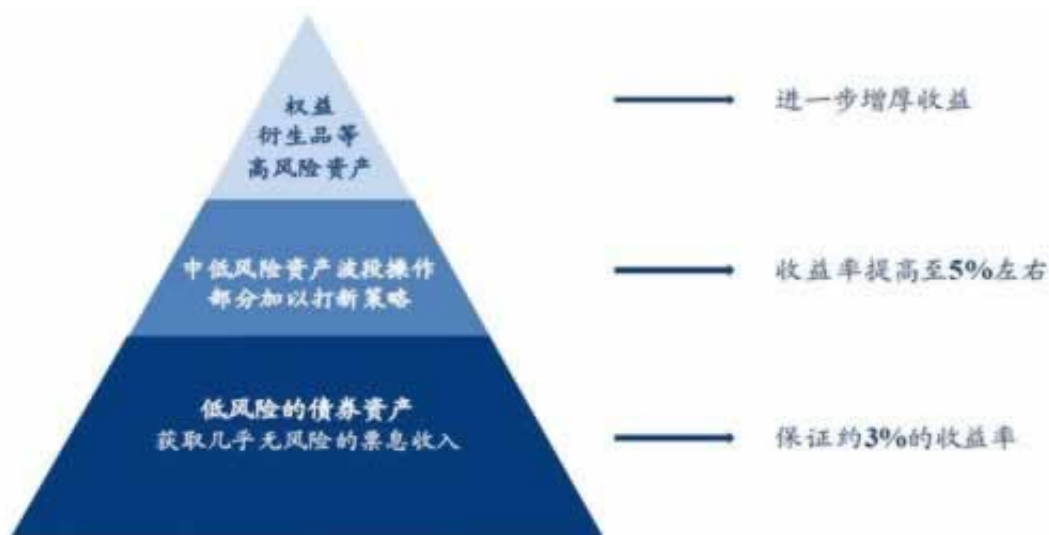 权益
衍生品等
高风险资产
进一步增厚收益
中低风险资产波段操作
部分加以打新策略
收益率提高至5%左右
低风险的债券资产
获取几乎无风险的票息收入
保证约3%的收益率